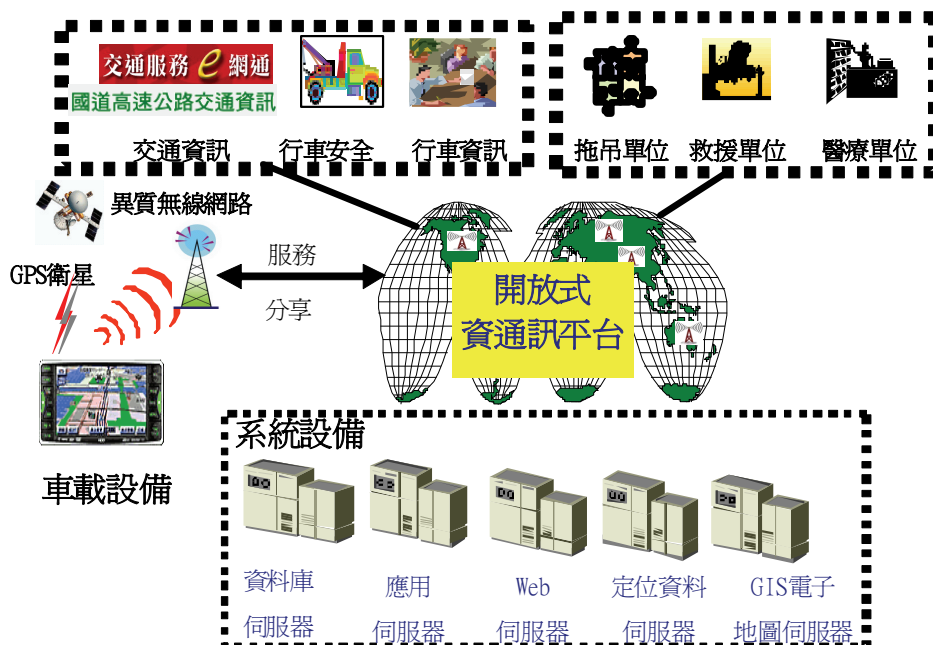 交通服務 e 網通
國道高速公路交通資訊
交通資訊
行車安全
行車資訊
拖吊單位
救援單位
醫療單位
異質無線網路
GPS衛星
服務
分享
開放式
資通訊平台
車載設備
系統設備
資料庫
伺服器
應用
伺服器
Web
伺服器
定位資料
伺服器
GIS電子
地圖伺服器